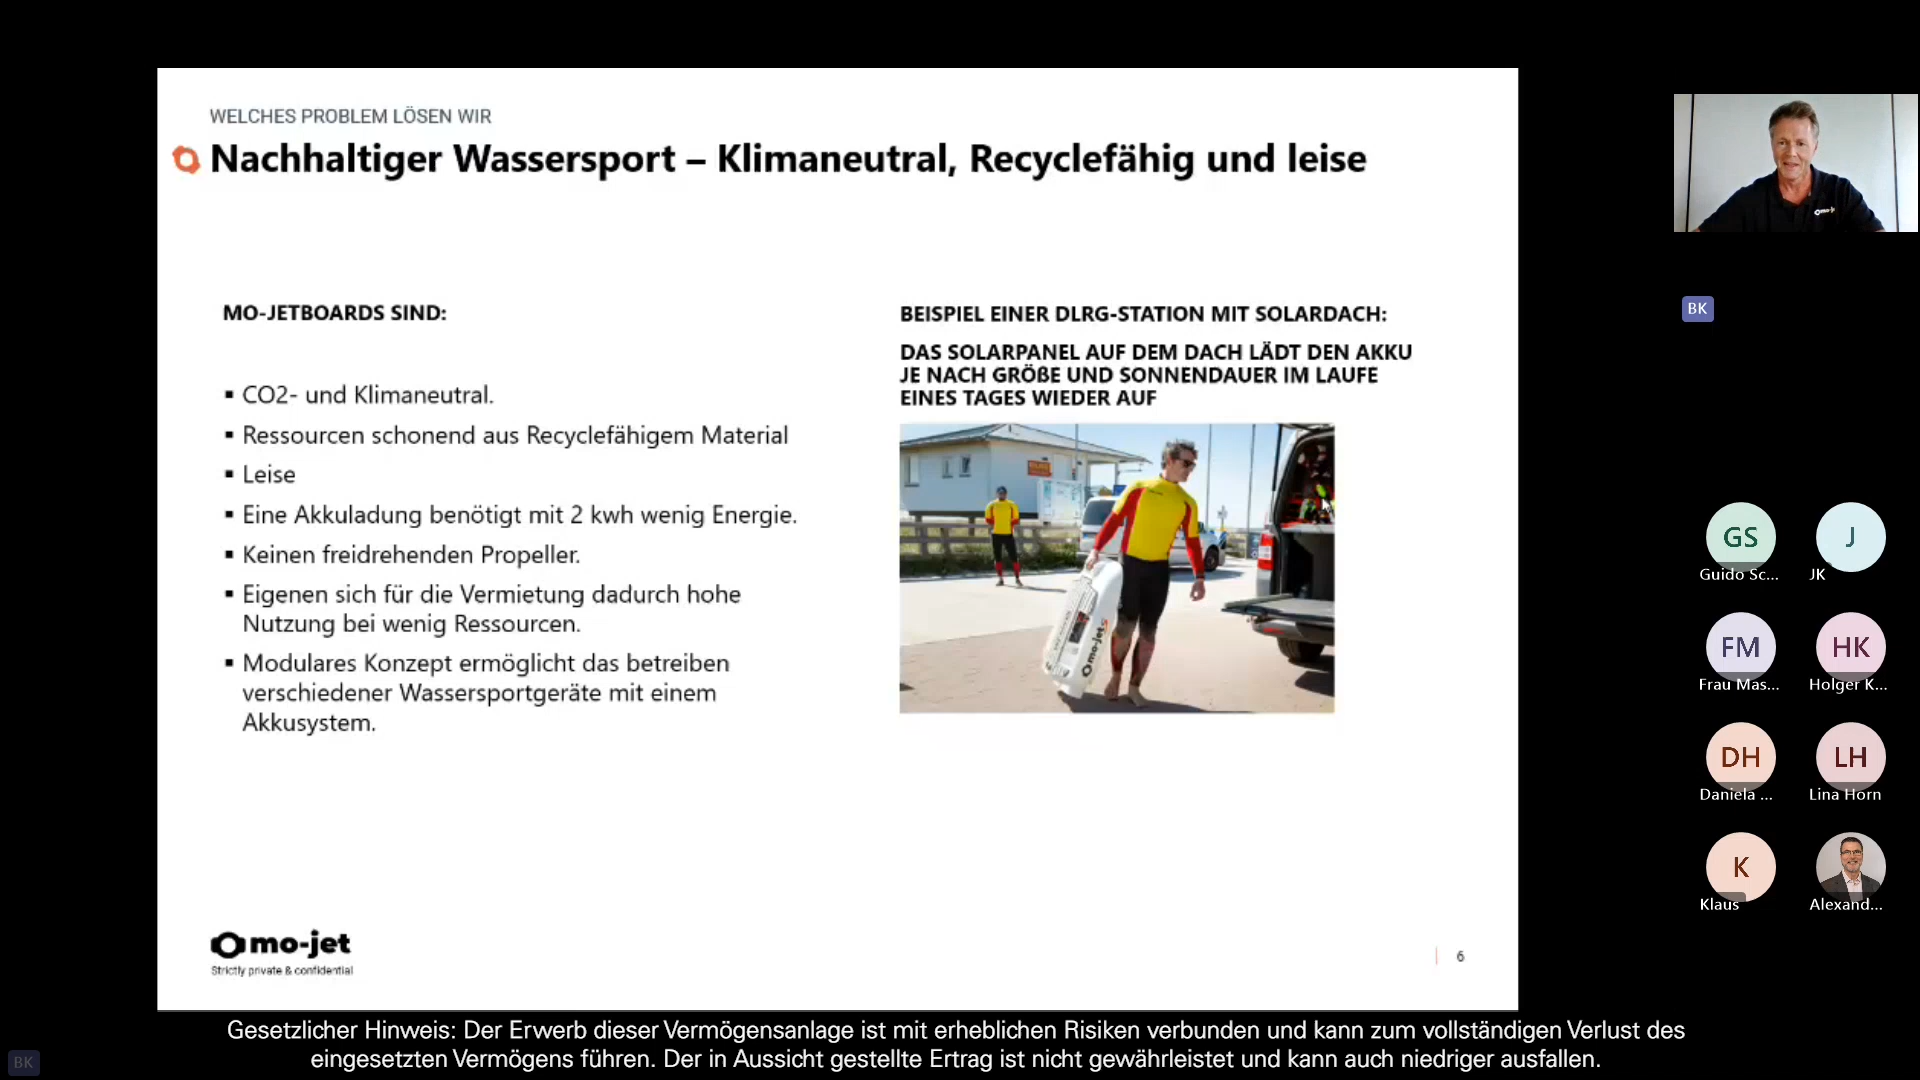 WELCHES PROBLEM LÖSEN WIR
Nachhaltiger Wassersport – Klimaneutral, Recyclefähig und leise
MO-JETBOARDS SIND:
▪ CO2- und Klimaneutral.
▪ Ressourcen schonend aus Recyclefähigem Material
▪ Leise
▪ Eine Akkuladung benötigt mit 2 kwh wenig Energie.
▪ Keinen freidrehenden Propeller.
▪ Eigenen sich für die Vermietung dadurch hohe
Nutzung bei wenig Ressourcen.
▪ Modulares Konzept ermöglicht das betreiben
verschiedener Wassersportgeräte mit einem
Akkusystem.
BEISPIEL EINER DLRG-STATION MIT SOLARDACH:
DAS SOLARPANEL AUF DEM DACH LÄDT DEN AKKU
JE NACH GRÖßE UND SONNENDAUER IM LAUFE
EINES TAGES WIEDER AUF
mo-jet
mo-jet
Strictly private & confidential
6
BK
GS
Guido Sc...
J
JK
FM
Frau Mas...
HK
Holger K...
DH
Daniela ...
LH
Lina Horn
K
Klaus
Alexand...
Gesetzlicher Hinweis: Der Erwerb dieser Vermögensanlage ist mit erheblichen Risiken verbunden und kann zum vollständigen Verlust des
eingesetzten Vermögens führen. Der in Aussicht gestellte Ertrag ist nicht gewährleistet und kann auch niedriger ausfallen.
BK